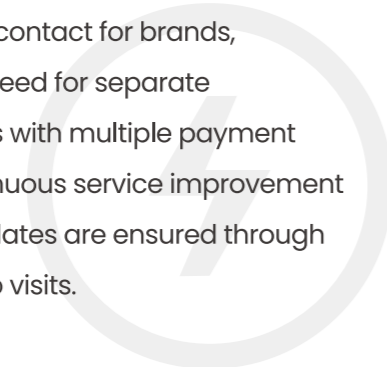 contact for brands,
eed for separate
s with multiple payment
nuous service improvement
lates are ensured through
o visits.